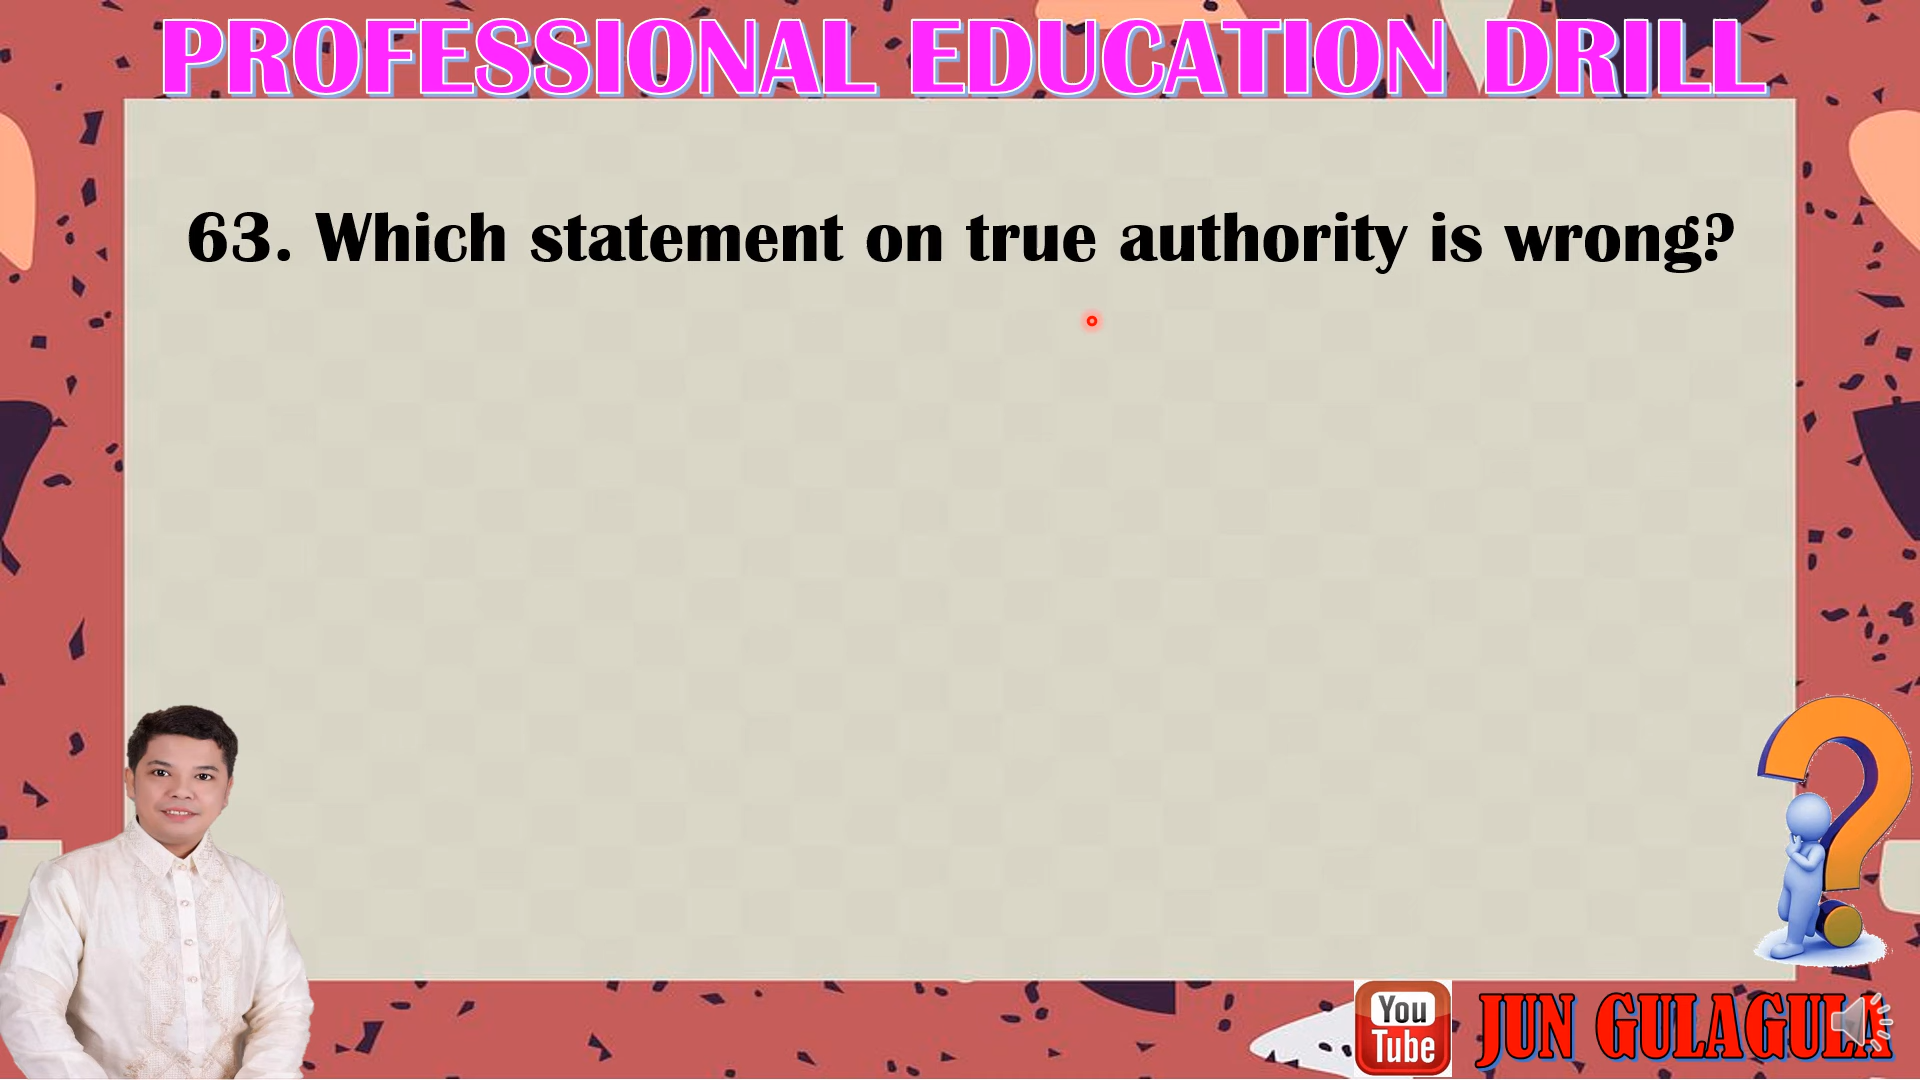 PROFESSIONAL EDUCATION DRILL
63. Which statement on true authority is wrong?
You
Tube
JUN GULAGULA